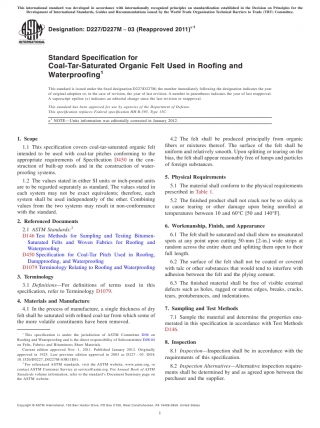 This international standard was developed in accordance with internationally recognized principles on standardization established in the Decision on Principles for the
Development of International Standards, Guides and Recommendations issued by the World Trade Organization Technical Barriers to Trade (TBT) Committee.
Designation: D227/D227M – 03 (Reapproved 2011)ε1
Standard Specification for
Coal-Tar-Saturated Organic Felt Used in Roofing and
Waterproofing1
This standard is issued under the fixed designation D227/D227M; the number immediately following the designation indicates the year
of original adoption or, in the case of revision, the year of last revision. A number in parentheses indicates the year of last reapproval.
A superscript epsilon (ε) indicates an editorial change since the last revision or reapproval.
This standard has been approved for use by agencies of the Department of Defense.
This specification replaces Federal specification HH-R-595, Type
ε1 NOTE—Units information was editorially corrected in January 2012.
1. Scope
1.1 This specification covers coal-tar-saturated organic felt
intended to be used with coal-tar pitches conforming to the
appropriate requirements of Specification D450 in the con-
struction of built-up roofs and in the construction of water-
proofing systems.
1.2 The values stated in either SI units or inch-pound units
are to be regarded separately as standard. The values stated in
each system may not be exact equivalents; therefore, each
system shall be used independently of the other. Combining
values from the two systems may result in non-conformance
with the standard.
2. Referenced Documents
2.1 ASTM Standards:2
D146 Test Methods for Sampling and Testing Bitumen-
Saturated Felts and Woven Fabrics for Roofing and
Waterproofing
D450 Specification for Coal-Tar Pitch Used in Roofing,
Dampproofing, and Waterproofing
D1079 Terminology Relating to Roofing and Waterproofing
3. Terminology
3.1 Definitions—For definitions of terms used in this
specification, refer to Terminology D1079.
4. Materials and Manufacture
4.1 In the process of manufacture, a single thickness of dry
felt shall be saturated with refined coal-tar from which some of
the more volatile constituents have been removed.
1 This specification is under the jurisdiction of ASTM Committee D08 on
Roofing and Waterproofing and is the direct responsibility of Subcommittee D08.04
on Felts, Fabrics and Bituminous Sheet Materials.
Current edition approved Nov. 1, 2011. Published January 2012. Originally
approved in 1925. Last previous edition approved in 2003 as D227 – 03. DOI:
10.1520/D0227_D0227M-03R11E01.
2 For referenced ASTM standards, visit the ASTM website, www.astm.org, or
contact ASTM Customer Service at service@astm.org. For Annual Book of ASTM
Standards volume information, refer to the standard's Document Summary page on
the ASTM website.
4.2 The felt shall be produced principally from organic
fibers or mixtures thereof. The surface of the felt shall be
uniform and relatively smooth. Upon splitting or tearing on the
bias, the felt shall appear reasonably free of lumps and particles
of foreign substances.
5. Physical Requirements
5.1 The material shall conform to the physical requirements
prescribed in Table 1.
5.2 The finished product shall not crack nor be so sticky as
to cause tearing or other damage upon being unrolled at
temperatures between 10 and 60°C [50 and 140°F].
6. Workmanship, Finish, and Appearance
6.1 The felt shall be saturated and shall show no unsaturated
spots at any point upon cutting 50-mm [2-in.] wide strips at
random across the entire sheet and splitting them open to their
full length.
6.2 The surface of the felt shall not be coated or covered
with talc or other substances that would tend to interfere with
adhesion between the felt and the plying cement.
6.3 The finished material shall be free of visible external
defects such as holes, ragged or untrue edges, breaks, cracks,
tears, protuberances, and indentations.
7. Sampling and Test Methods
7.1 Sample the material and determine the properties enu-
merated in this specification in accordance with Test Methods
D146.
8. Inspection
8.1 Inspection—Inspection shall be in accordance with the
requirements of this specification.
8.2 Inspection Alternatives—Alternative inspection require-
ments shall be determined by and as agreed upon between the
purchaser and the supplier.
Copyright © ASTM International, 100 Barr Harbor Drive, PO Box C700, West Conshohocken, PA 19428-2959. United States
1